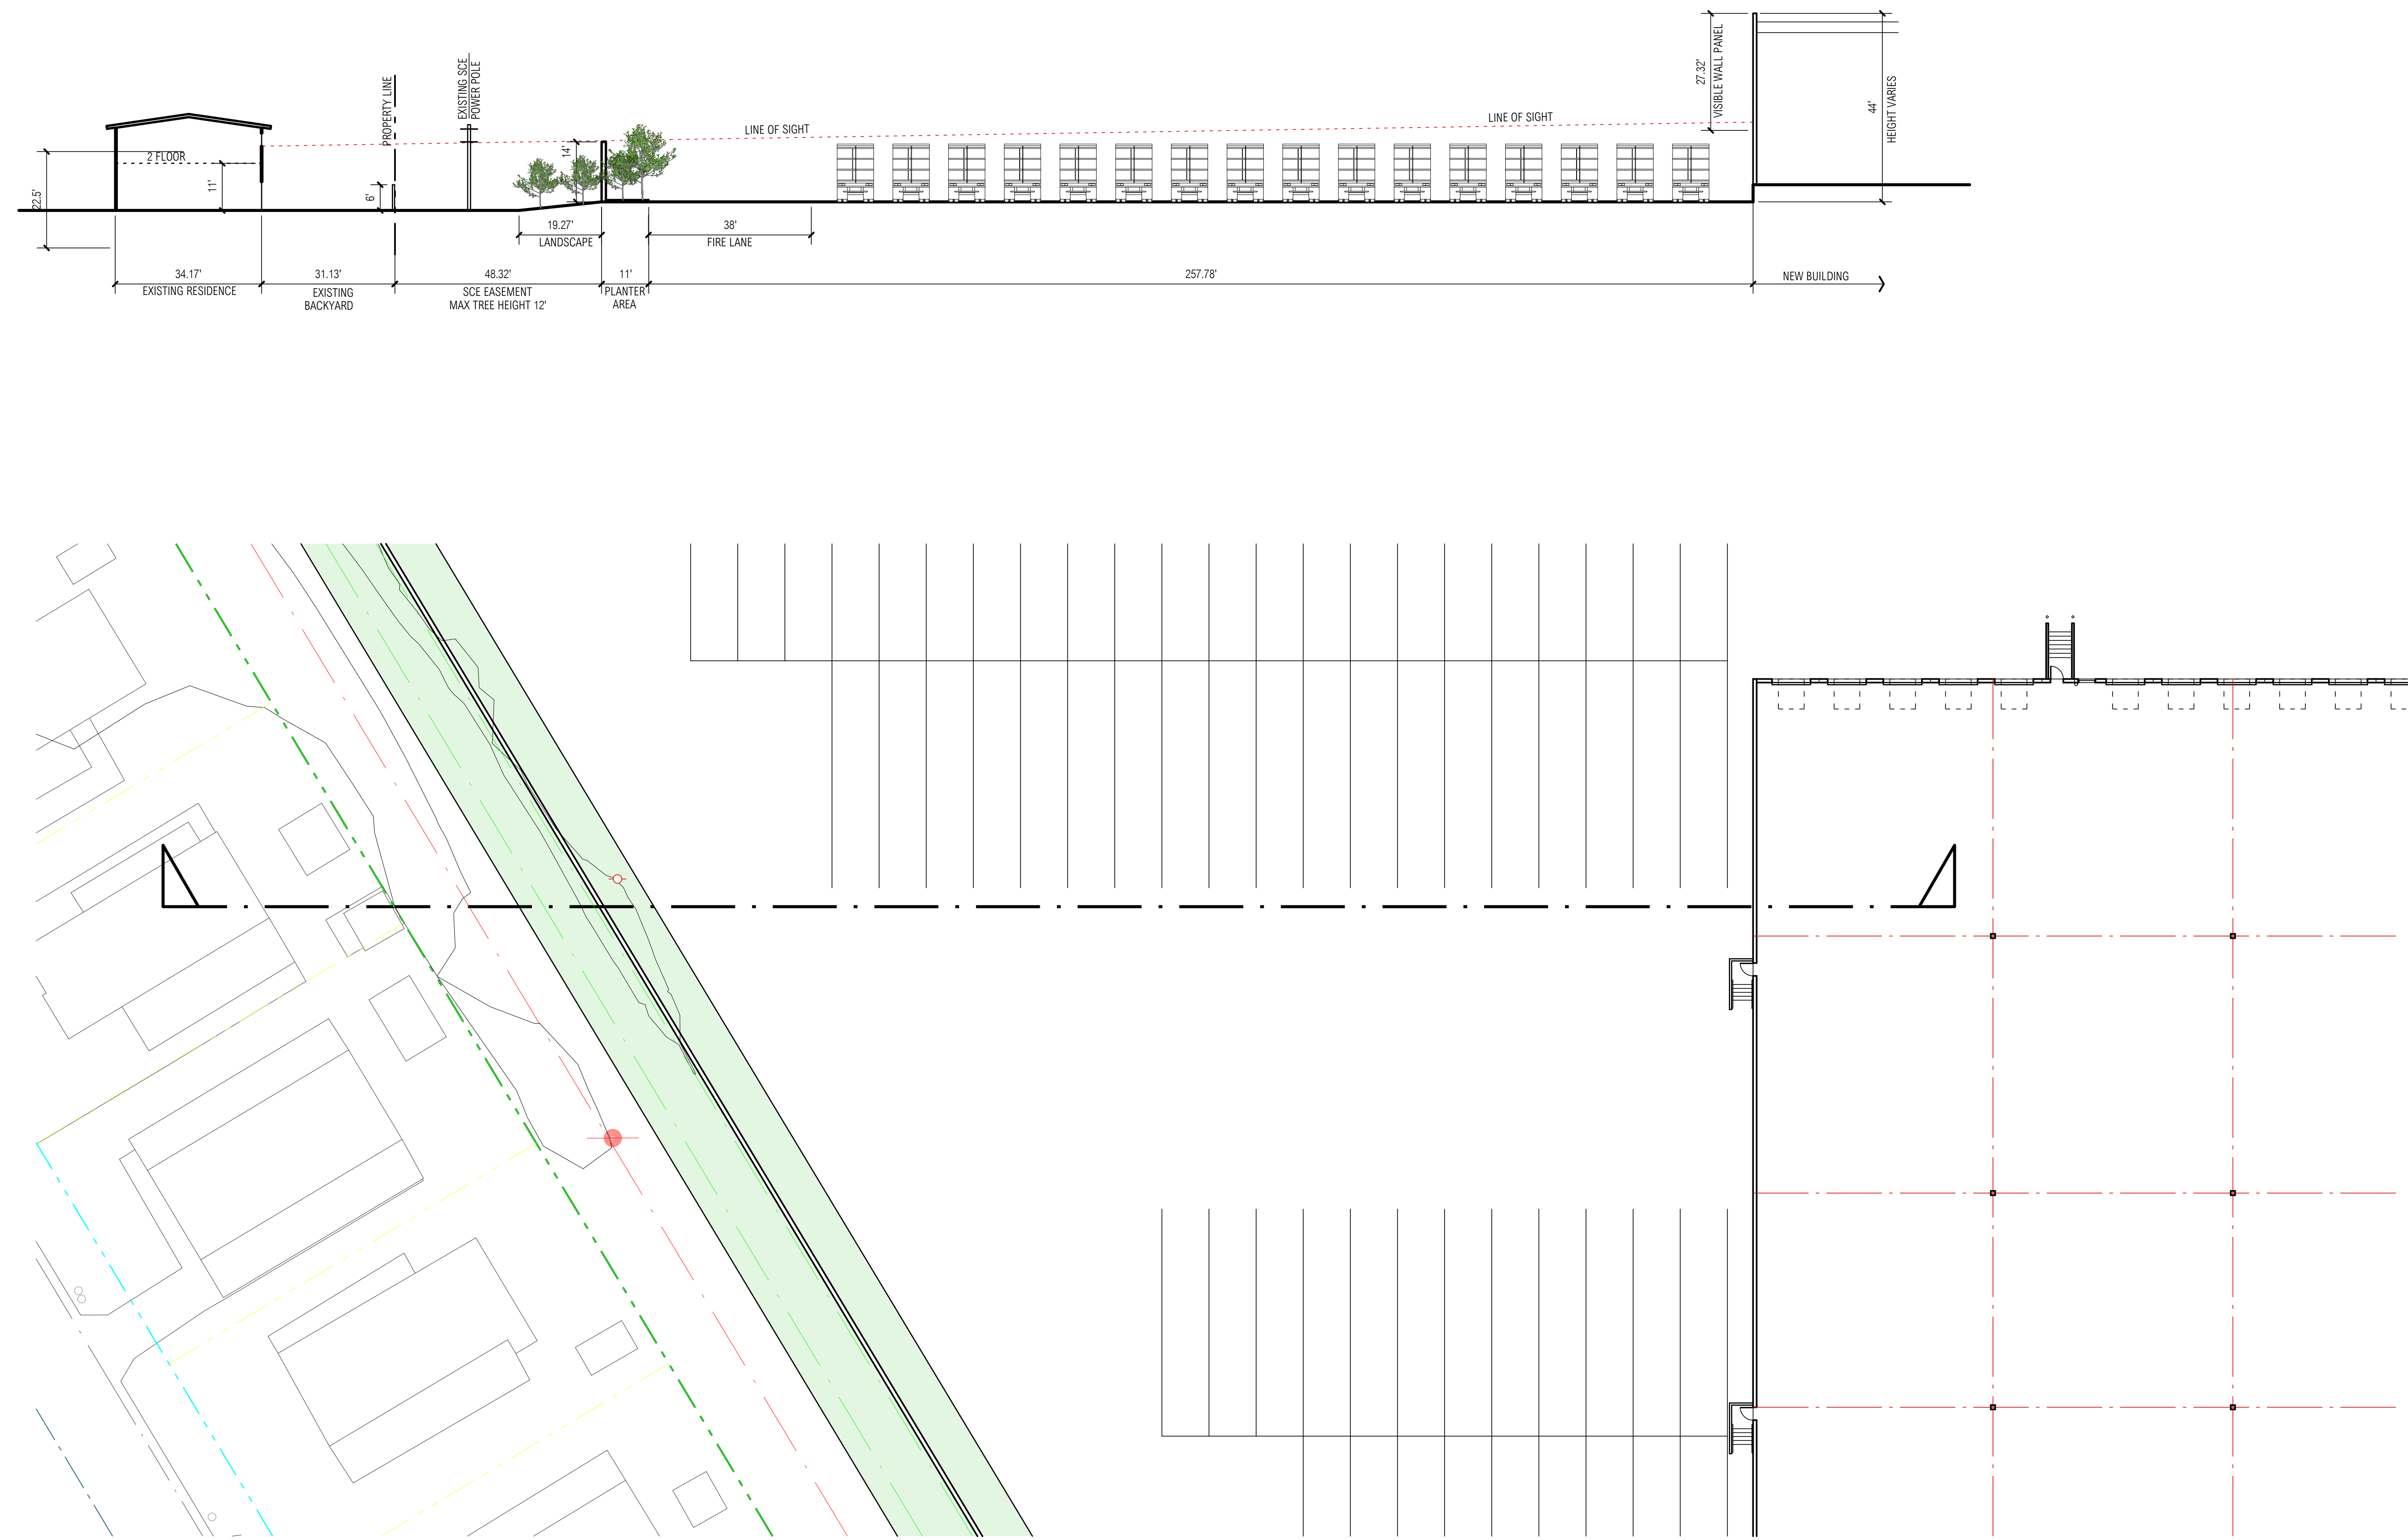 27.32'
VISIBLE WALL PANEL
44'
HEIGHT VARIES
PROPERTY LINE
EXISTING SCE
POWER POLE
LINE OF SIGHT
LINE OF SIGHT
2 FLOOR
14'
22.5'
11'
6'
19.27'
LANDSCAPE
38'
FIRE LANE
34.17'
EXISTING RESIDENCE
31.13'
EXISTING
BACKYARD
48.32'
SCE EASEMENT
MAX TREE HEIGHT 12'
11'
PLANTER
AREA
257.78'
NEW BUILDING